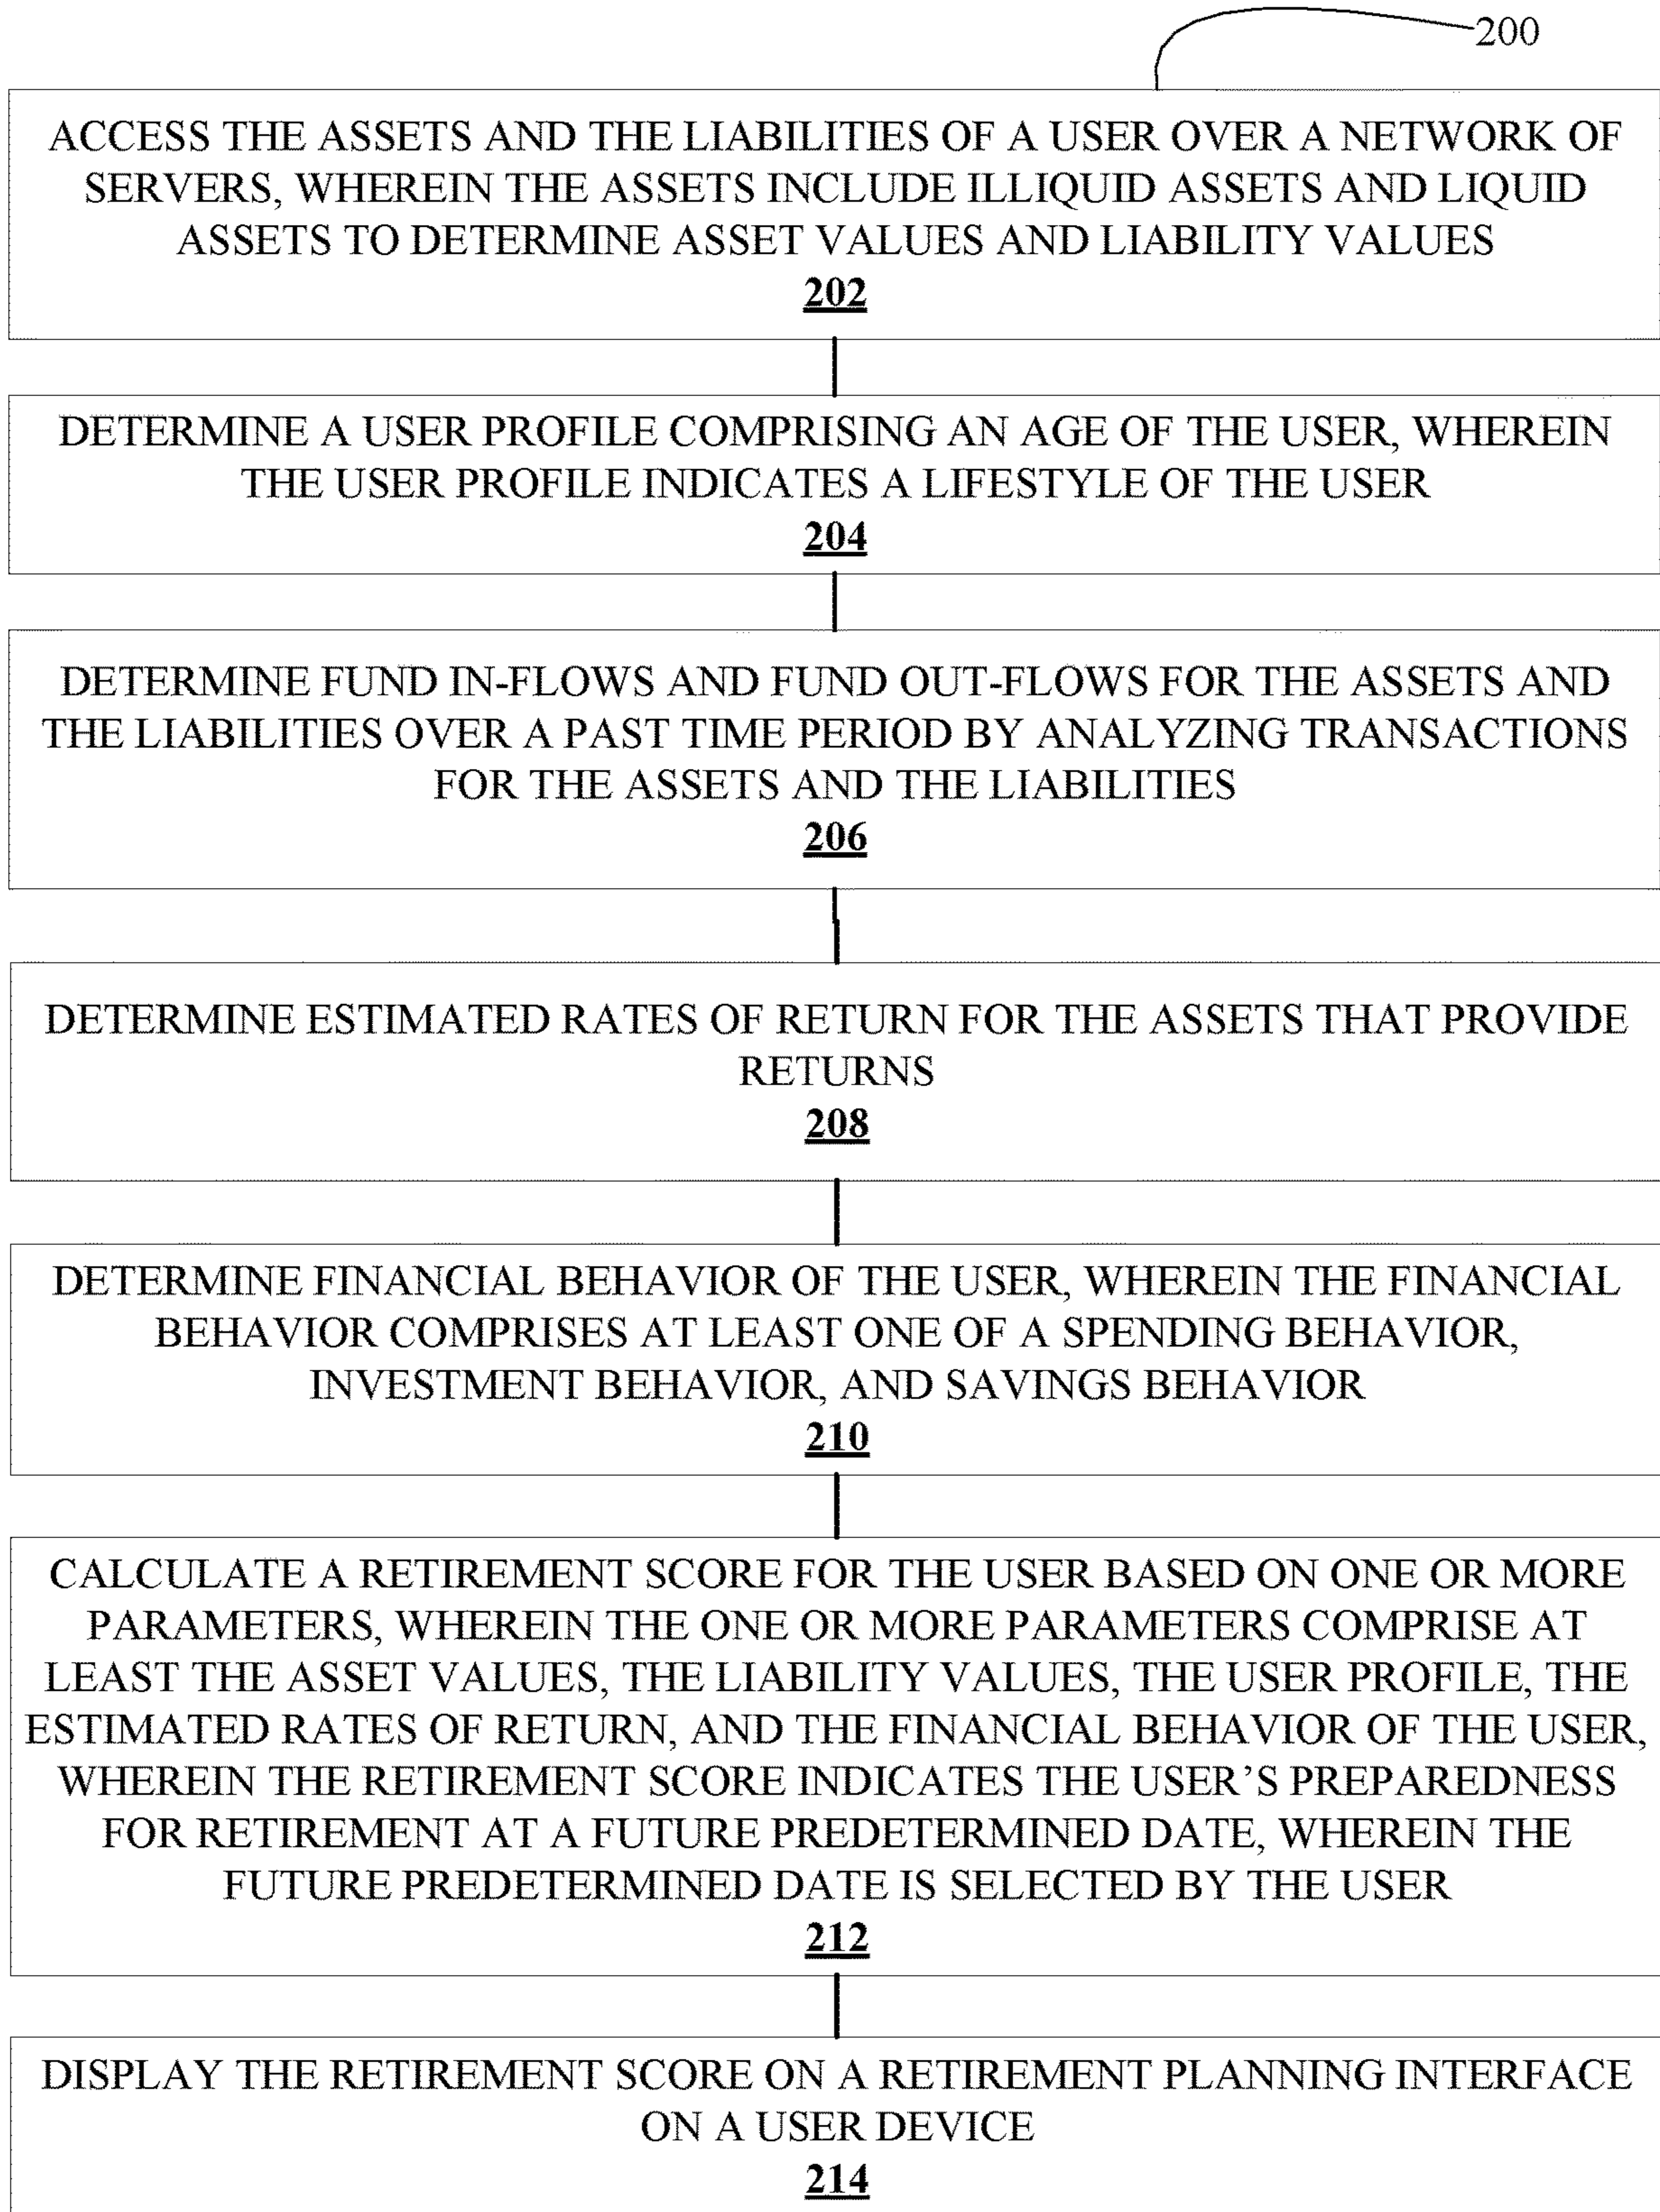 200
ACCESS THE ASSETS AND THE LIABILITIES OF A USER OVER A NETWORK OF
SERVERS, WHEREIN THE ASSETS INCLUDE ILLIQUID ASSETS AND LIQUID
ASSETS TO DETERMINE ASSET VALUES AND LIABILITY VALUES
202
DETERMINE A USER PROFILE COMPRISING AN AGE OF THE USER, WHEREIN
THE USER PROFILE INDICATES A LIFESTYLE OF THE USER
204
DETERMINE FUND IN-FLOWS AND FUND OUT-FLOWS FOR THE ASSETS AND
THE LIABILITIES OVER A PAST TIME PERIOD BY ANALYZING TRANSACTIONS
FOR THE ASSETS AND THE LIABILITIES
206
DETERMINE ESTIMATED RATES OF RETURN FOR THE ASSETS THAT PROVIDE
RETURNS
208
DETERMINE FINANCIAL BEHAVIOR OF THE USER, WHEREIN THE FINANCIAL
BEHAVIOR COMPRISES AT LEAST ONE OF A SPENDING BEHAVIOR,
INVESTMENT BEHAVIOR, AND SAVINGS BEHAVIOR
210
CALCULATE A RETIREMENT SCORE FOR THE USER BASED ON ONE OR MORE
PARAMETERS, WHEREIN THE ONE OR MORE PARAMETERS COMPRISE AT
LEAST THE ASSET VALUES, THE LIABILITY VALUES, THE USER PROFILE, THE
ESTIMATED RATES OF RETURN, AND THE FINANCIAL BEHAVIOR OF THE USER,
WHEREIN THE RETIREMENT SCORE INDICATES THE USER’S PREPAREDNESS
FOR RETIREMENT AT A FUTURE PREDETERMINED DATE, WHEREIN THE
FUTURE PREDETERMINED DATE IS SELECTED BY THE USER
212
DISPLAY THE RETIREMENT SCORE ON A RETIREMENT PLANNING INTERFACE
ON A USER DEVICE
214